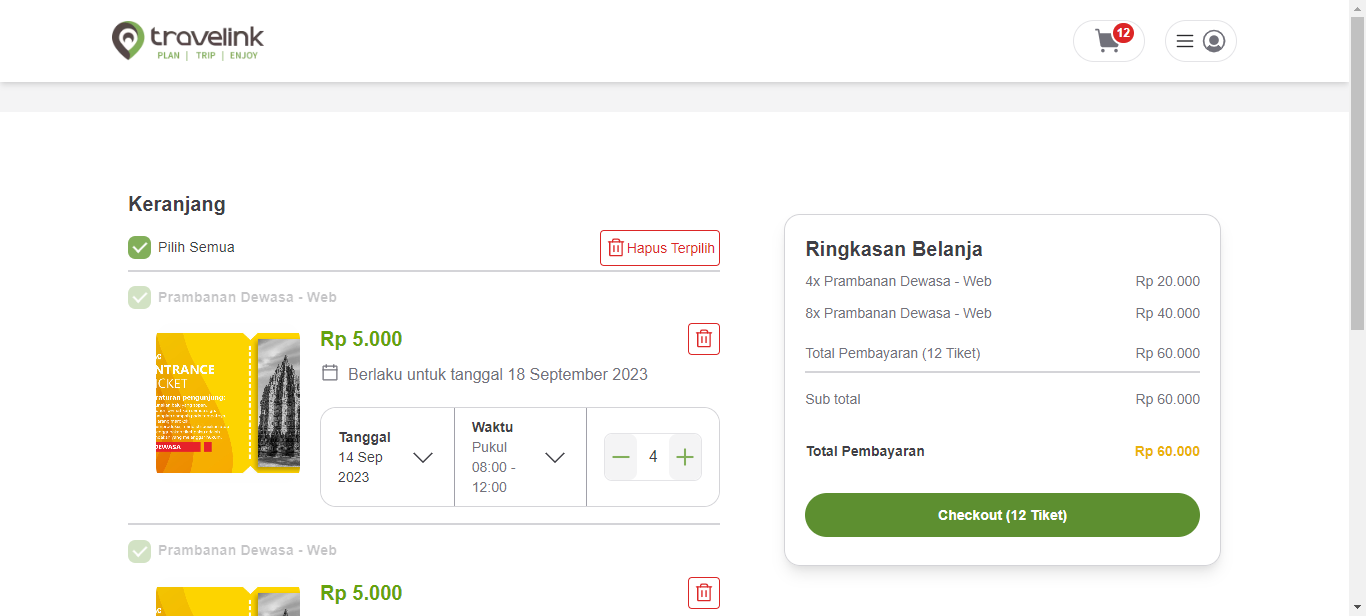 travelink
PLAN | TRIP | ENJOY
12
Keranjang
Pilih Semua
Hapus Terpilih
Prambanan Dewasa - Web
NTRANCE
ICKET
Rp 5.000
Berlaku untuk tanggal 18 September 2023
Tanggal
14 Sep
2023
Waktu
Pukul
08:00 -
12:00
4
Prambanan Dewasa - Web
Rp 5.000
Ringkasan Belanja
4x Prambanan Dewasa - Web Rp 20.000
8x Prambanan Dewasa - Web Rp 40.000
Total Pembayaran (12 Tiket) Rp 60.000
Sub total Rp 60.000
Total Pembayaran Rp 60.000
Checkout (12 Tiket)